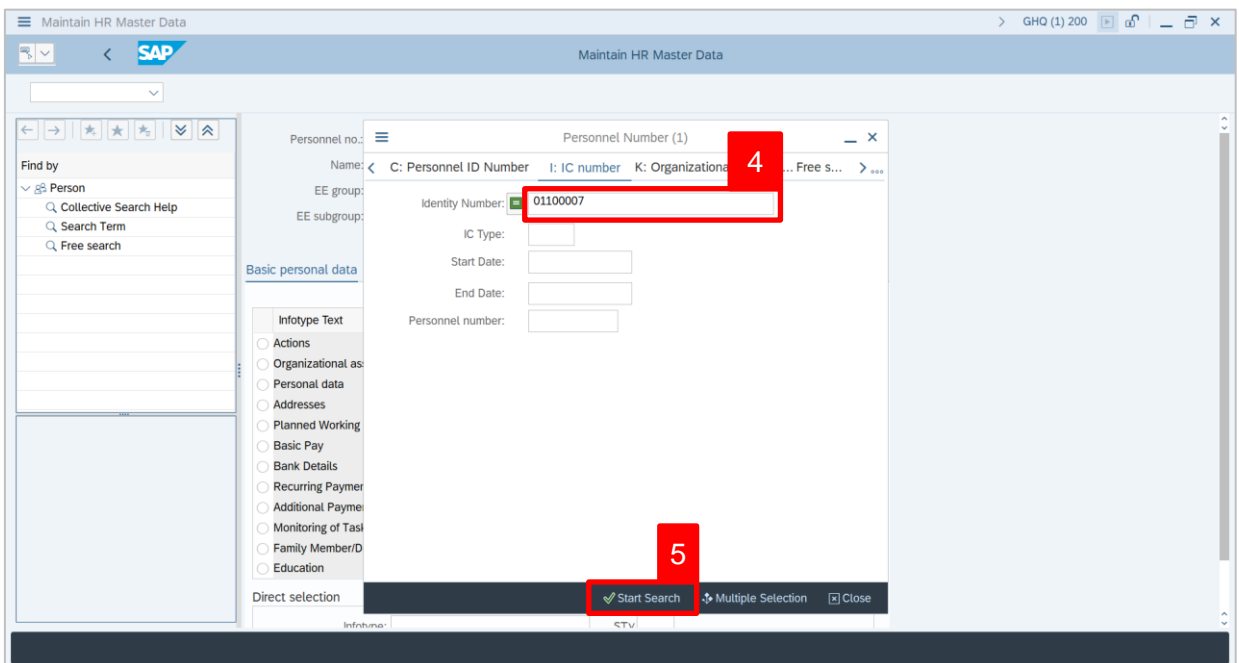 Maintain HR Master Data
GHQ (1) 200
SAP
Maintain HR Master Data
Find by
Person
Collective Search Help
Search Term
Free search
Personnel no.:
Name:
EE group:
EE subgroup:
Basic personal data
Infotype Text
Actions
Organizational as
Personal data
Addresses
Planned Working
Basic Pay
Bank Details
Recurring Paymen
Additional Payme
Monitoring of Task
Family Member/D
Education
Direct selection
Infotype:
STy
Personnel Number (1)
C: Personnel ID Number I: IC number K: Organizationa ... Free s...
4
Identity Number: 01100007
IC Type:
Start Date:
End Date:
Personnel number:
5
Start Search Multiple Selection Close